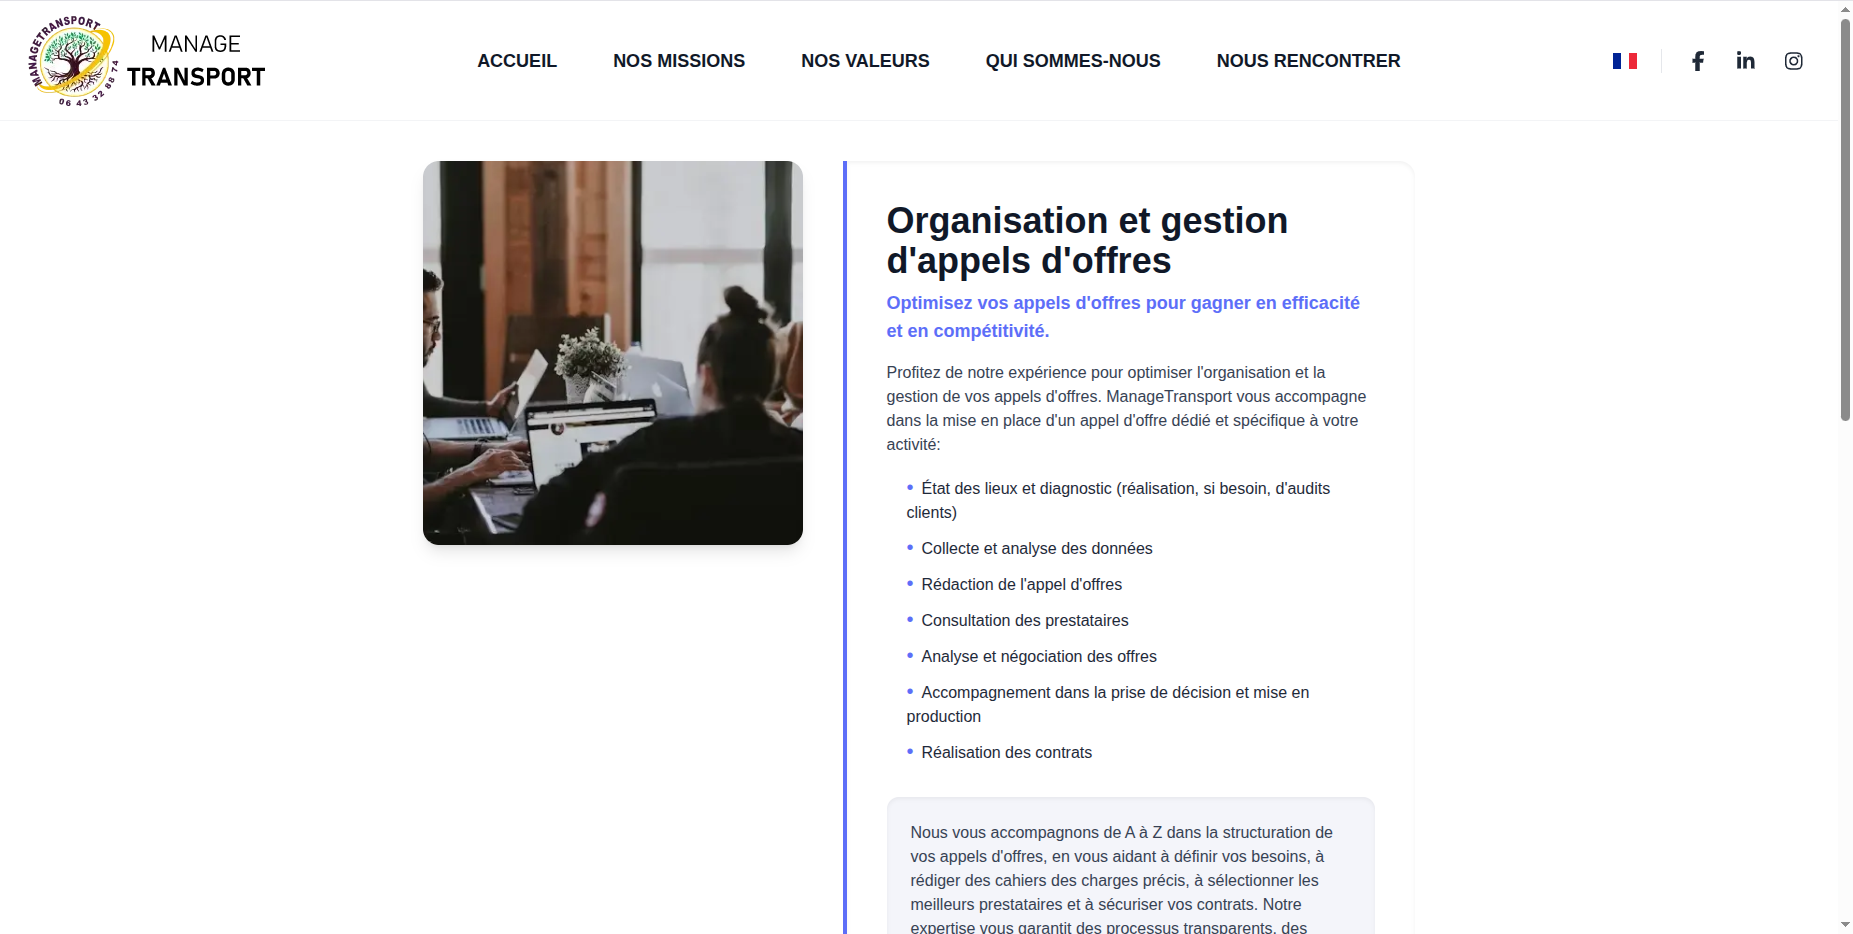 MANAGETRANSPORT
06 43 32 88 74
MANAGE
TRANSPORT
ACCUEIL
NOS MISSIONS
NOS VALEURS
QUI SOMMES-NOUS
NOUS RENCONTRER
Organisation et gestion
d'appels d'offres
Optimisez vos appels d'offres pour gagner en efficacité
et en compétitivité.
Profitez de notre expérience pour optimiser l'organisation et la
gestion de vos appels d'offres. ManageTransport vous accompagne
dans la mise en place d'un appel d'offre dédié et spécifique à votre
activité:
• État des lieux et diagnostic (réalisation, si besoin, d'audits
clients)
• Collecte et analyse des données
• Rédaction de l'appel d'offres
• Consultation des prestataires
• Analyse et négociation des offres
• Accompagnement dans la prise de décision et mise en
production
• Réalisation des contrats
Nous vous accompagnons de A à Z dans la structuration de
vos appels d'offres, en vous aidant à définir vos besoins, à
rédiger des cahiers des charges précis, à sélectionner les
meilleurs prestataires et à sécuriser vos contrats. Notre
expertise vous garantit des processus transparents, des